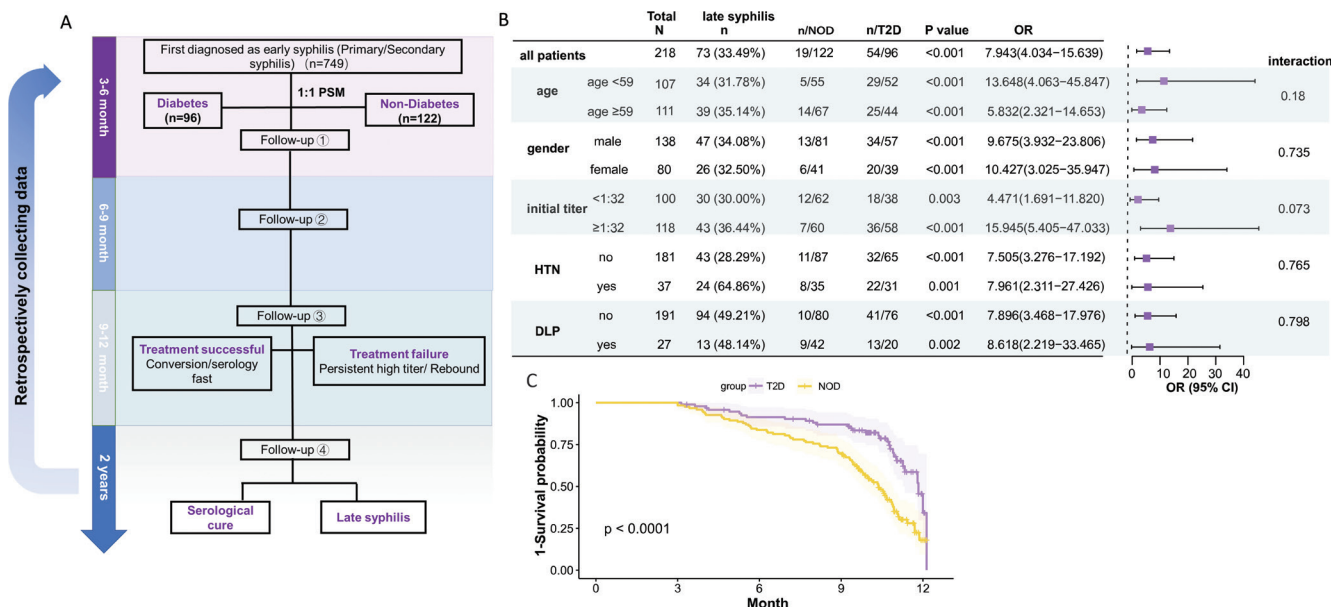 A
Retrospectively collecting data
3-6 month
6-9 month
9-12 month
2 years
First diagnosed as early syphilis (Primary/Secondary
syphilis) (n=749)
1:1 PSM
Diabetes
(n=96)
Non-Diabetes
(n=122)
Follow-up ①
Follow-up ②
Follow-up ③
Treatment successful
Conversion/serology
fast
Treatment failure
Persistent high titer/ Rebound
Follow-up ④
Serological
cure
Late syphilis
B
Total late syphilis
N n n/NOD n/T2D P value OR
interaction
all patients 218 73 (33.49%) 19/122 54/96 <0.001 7.943(4.034−15.639)
age age <59 107 34 (31.78%) 5/55 29/52 <0.001 13.648(4.063−45.847) 0.18
age ≥59 111 39 (35.14%) 14/67 25/44 <0.001 5.832(2.321−14.653)
gender male 138 47 (34.08%) 13/81 34/57 <0.001 9.675(3.932−23.806) 0.735
female 80 26 (32.50%) 6/41 20/39 <0.001 10.427(3.025−35.947)
initial titer <1:32 100 30 (30.00%) 12/62 18/38 0.003 4.471(1.691−11.820) 0.073
≥1:32 118 43 (36.44%) 7/60 36/58 <0.001 15.945(5.405−47.033)
HTN no 181 43 (28.29%) 11/87 32/65 <0.001 7.505(3.276−17.192) 0.765
yes 37 24 (64.86%) 8/35 22/31 0.001 7.961(2.311−27.426)
DLP no 191 94 (49.21%) 10/80 41/76 <0.001 7.896(3.468−17.976) 0.798
yes 27 13 (48.14%) 9/42 13/20 0.002 8.618(2.219−33.465)
0 10 20 30 40
OR (95% CI)
C
group T2D NOD
1-Survival probability
1.00
0.75
0.50
0.25
0.00
p < 0.0001
0 3 6 9 12
Month